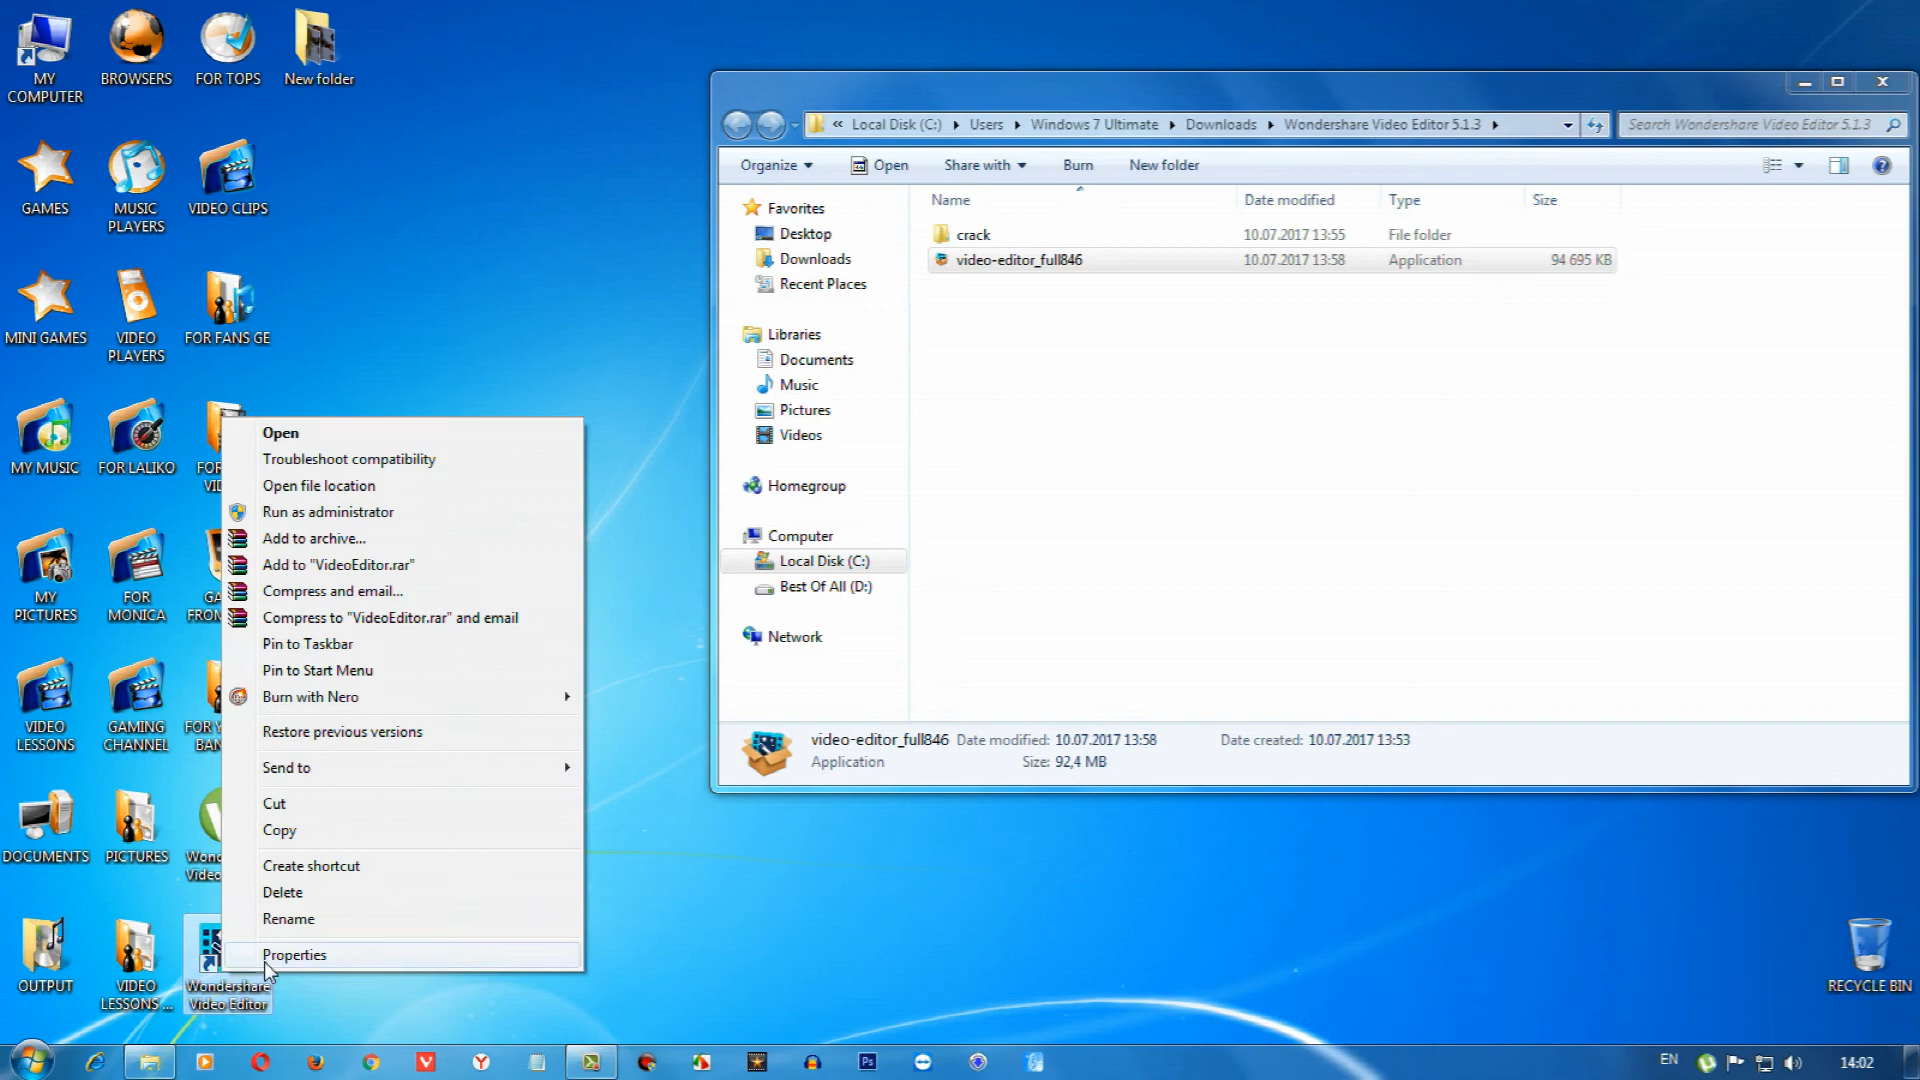 MY
COMPUTER
BROWSERS
FOR TOPS
New folder
GAMES
MUSIC
PLAYERS
VIDEO CLIPS
MINI GAMES
VIDEO
PLAYERS
FOR FANS GE
MY MUSIC
FOR LALIKO
MY
PICTURES
FOR
MONICA
VIDEO
LESSONS
GAMING
CHANNEL
DOCUMENTS
PICTURES
OUTPUT
VIDEO
LESSONS ...
Wondershare
Video Editor
Open
Troubleshoot compatibility
Open file location
Run as administrator
Add to archive...
Add to "VideoEditor.rar"
Compress and email...
Compress to "VideoEditor.rar" and email
Pin to Taskbar
Pin to Start Menu
Burn with Nero
Restore previous versions
Send to
Cut
Copy
Create shortcut
Delete
Rename
Properties
« Local Disk (C:) Users Windows 7 Ultimate Downloads Wondershare Video Editor 5.1.3
Search Wondershare Video Editor 5.1.3
Organize Open Share with Burn New folder
Name Date modified Type Size
crack 10.07.2017 13:55 File folder
video-editor_full846 10.07.2017 13:58 Application 94 695 KB
Favorites
Desktop
Downloads
Recent Places
Libraries
Documents
Music
Pictures
Videos
Homegroup
Computer
Local Disk (C:)
Best Of All (D:)
Network
video-editor_full846 Date modified: 10.07.2017 13:58 Date created: 10.07.2017 13:53
Application Size: 92,4 MB
RECYCLE BIN
Ps
EN
14:02